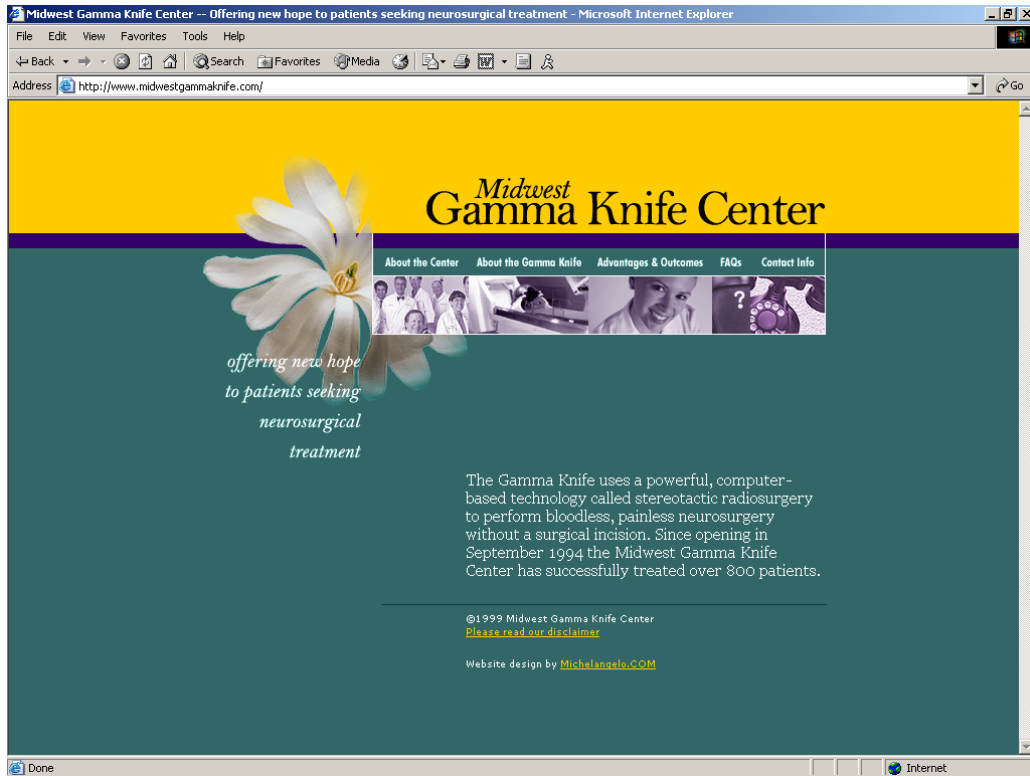 Midwest Gamma Knife Center -- Offering new hope to patients seeking neurosurgical treatment - Microsoft Internet Explorer
File Edit View Favorites Tools Help
Back Search Favorites Media
Address http://www.midwestgammaknife.com/ Go
Midwest
Gamma Knife Center
About the Center About the Gamma Knife Advantages & Outcomes FAQs Contact Info
?
offering new hope
to patients seeking
neurosurgical
treatment
The Gamma Knife uses a powerful, computer-
based technology called stereotactic radiosurgery
to perform bloodless, painless neurosurgery
without a surgical incision. Since opening in
September 1994 the Midwest Gamma Knife
Center has successfully treated over 800 patients.
©1999 Midwest Gamma Knife Center
Please read our disclaimer
Website design by Michelangelo.COM
Done Internet